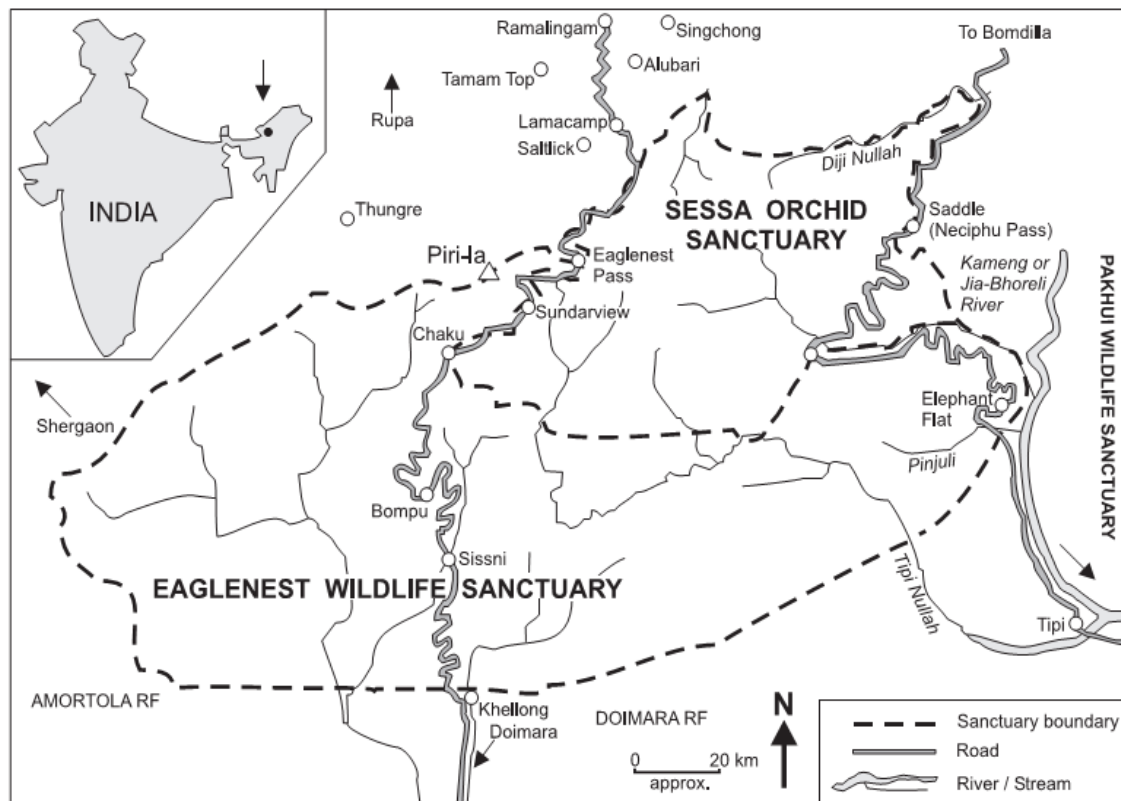 Ramalingam
Singchong
To Bomdilla
Tamam Top
Alubari
Rupa
Lamacamp
Saltlick
Diji Nullah
INDIA
Thungre
SESSA ORCHID
SANCTUARY
Saddle
(Neciphu Pass)
Piri-la
Eaglenest
Pass
Kameng or
Jia-Bhoreli
River
PAKHUI WILDLIFE SANCTUARY
Sundarview
Chaku
Shergaon
Elephant
Flat
Pinjuli
Bompu
Sissni
EAGLENEST WILDLIFE SANCTUARY
Tipi Nullah
Tipi
AMORTOLA RF
Khellong
Doimara
DOIMARA RF
N
0 20 km
approx.
Sanctuary boundary
Road
River / Stream